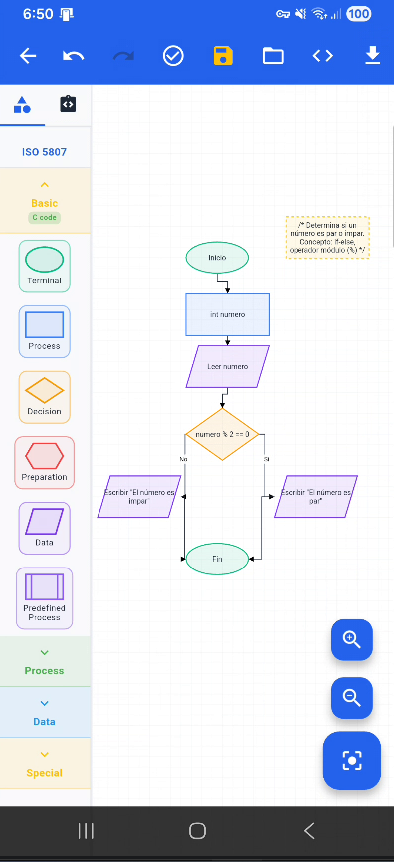 6:50
100
ISO 5807
Basic
C code
Terminal
Process
Decision
Preparation
Data
Predefined
Process
Process
Data
Special
/* Determina si un
número es par o impar.
Concepto: if-else,
operador módulo (%) */
Inicio
int numero
Leer numero
numero % 2 == 0
No
Sí
Escribir "El número es
impar"
Escribir "El número es
par"
Fin